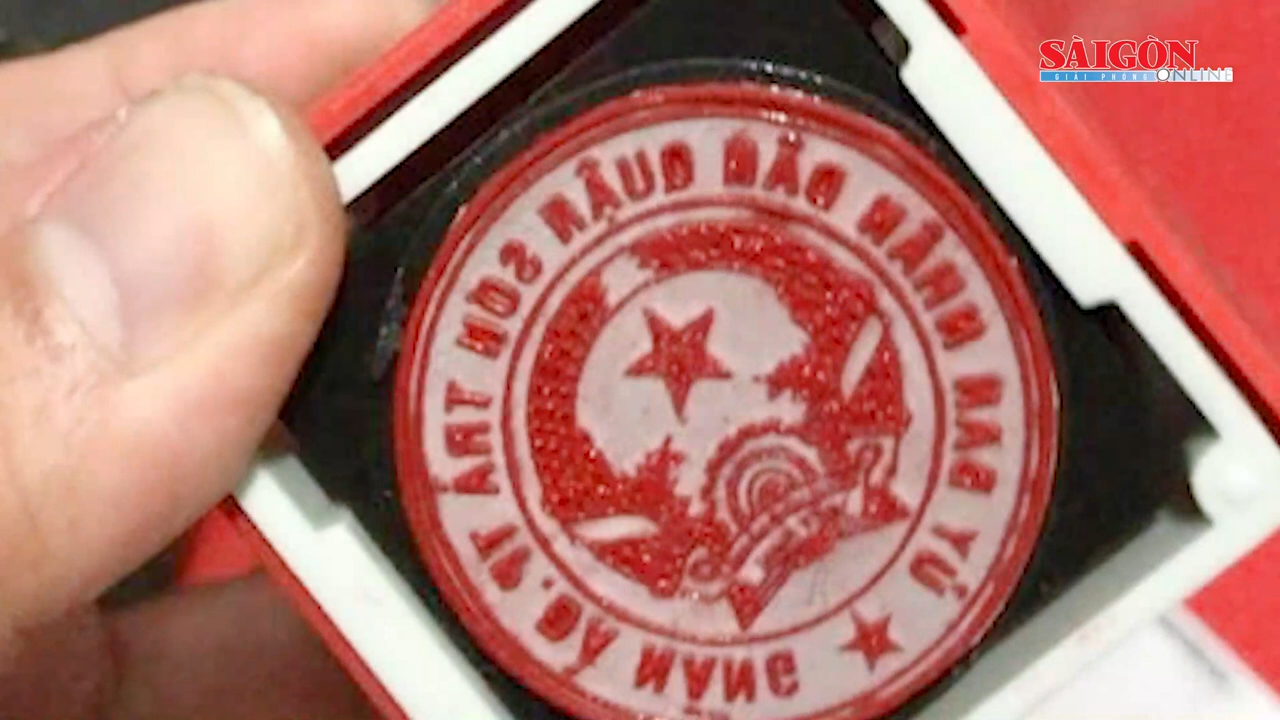 SÀIGÒN
GIẢI PHÓNG ONLINE
ỦY BAN NHÂN DÂN QUẬN SƠN TRÀ TP. ĐÀ NẴNG